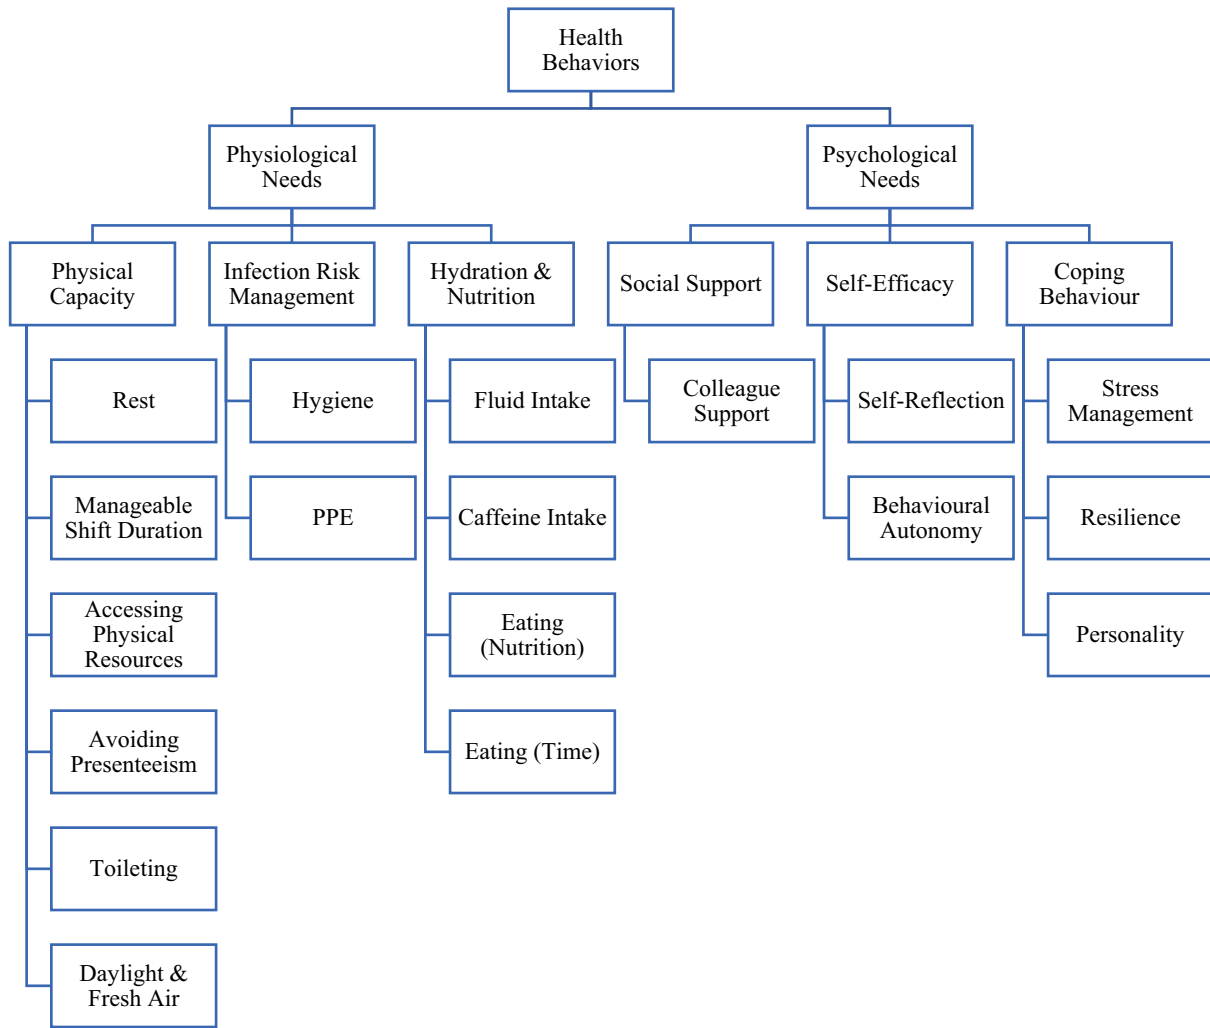 Health
Behaviors
Physiological
Needs
Psychological
Needs
Physical
Capacity
Infection Risk
Management
Hydration &
Nutrition
Social Support
Self-Efficacy
Coping
Behaviour
Rest
Hygiene
Fluid Intake
Colleague
Support
Self-Reflection
Stress
Management
Manageable
Shift Duration
PPE
Caffeine Intake
Behavioural
Autonomy
Resilience
Accessing
Physical
Resources
Eating
(Nutrition)
Personality
Avoiding
Presenteeism
Eating (Time)
Toileting
Daylight &
Fresh Air